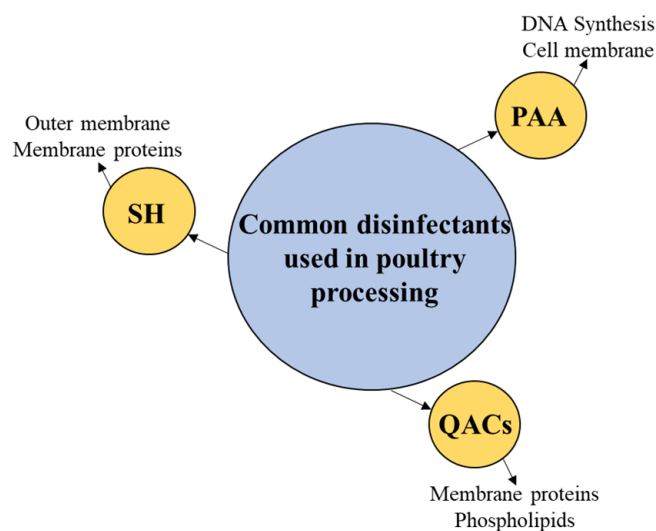 DNA Synthesis
Cell membrane
PAA
Outer membrane
Membrane proteins
SH
Common disinfectants
used in poultry
processing
QACs
Membrane proteins
Phospholipids